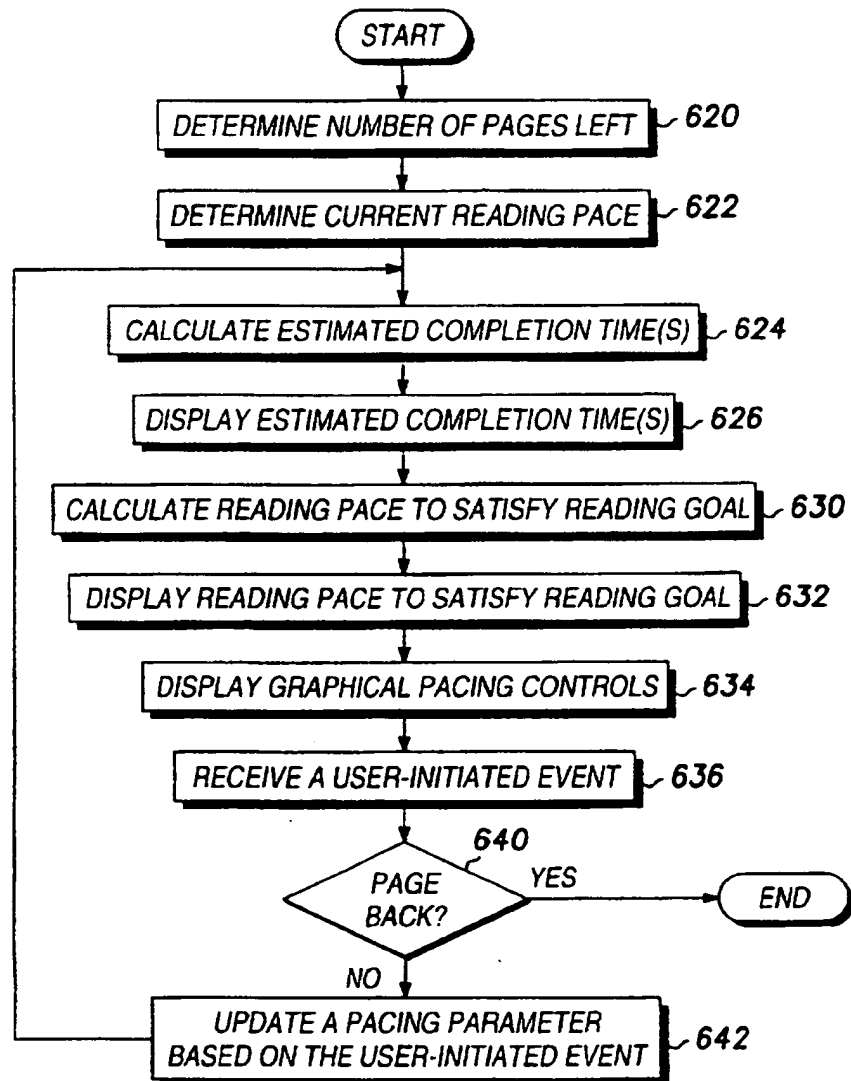 START
DETERMINE NUMBER OF PAGES LEFT 620
DETERMINE CURRENT READING PACE 622
CALCULATE ESTIMATED COMPLETION TIME(S) 624
DISPLAY ESTIMATED COMPLETION TIME(S) 626
CALCULATE READING PACE TO SATISFY READING GOAL 630
DISPLAY READING PACE TO SATISFY READING GOAL 632
DISPLAY GRAPHICAL PACING CONTROLS 634
RECEIVE A USER-INITIATED EVENT 636
640
PAGE
BACK?
YES
END
NO
UPDATE A PACING PARAMETER
BASED ON THE USER-INITIATED EVENT 642